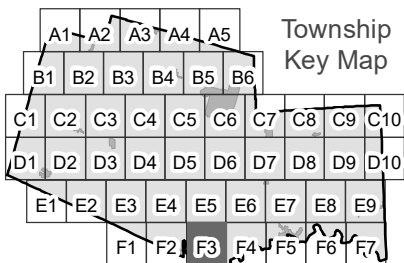 Township
Key Map
A1 A2 A3 A4 A5
B1 B2 B3 B4 B5 B6
C1 C2 C3 C4 C5 C6 C7 C8 C9 C10
D1 D2 D3 D4 D5 D6 D7 D8 D9 D10
E1 E2 E3 E4 E5 E6 E7 E8 E9
F1 F2 F3 F4 F5 F6 F7